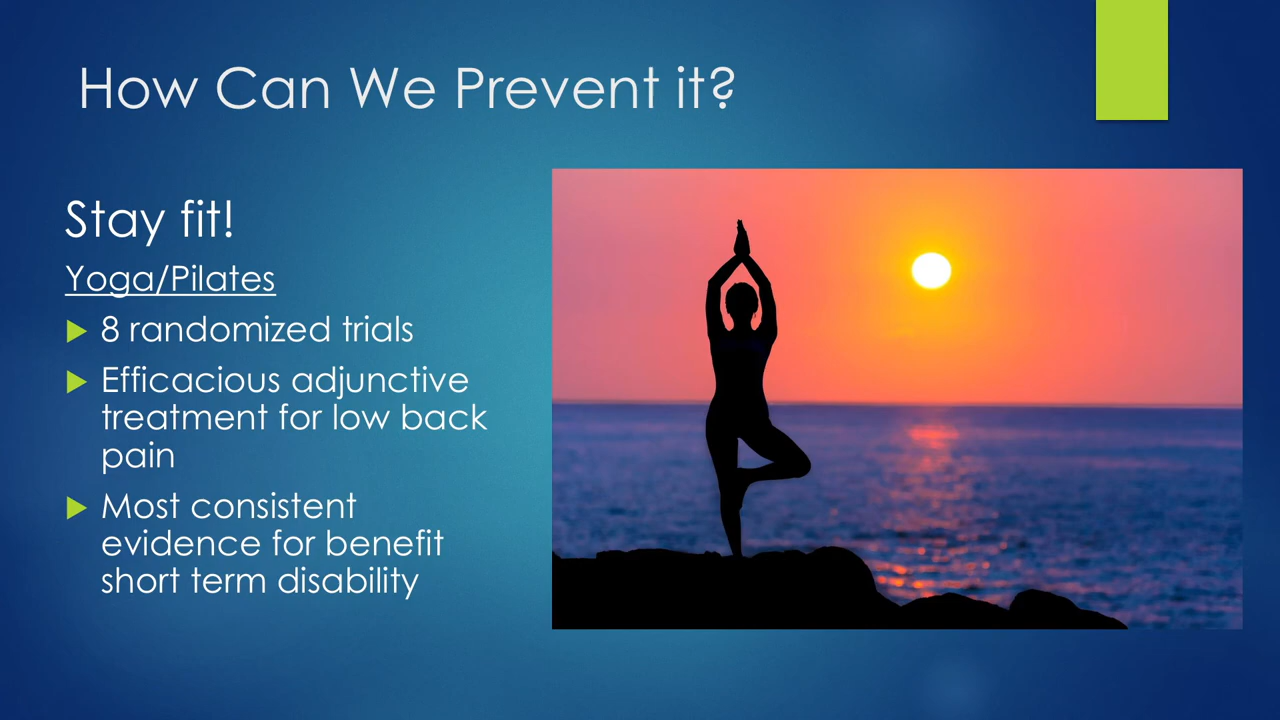 How Can We Prevent it?
Stay fit!
Yoga/Pilates
8 randomized trials
Efficacious adjunctive
treatment for low back
pain
Most consistent
evidence for benefit
short term disability